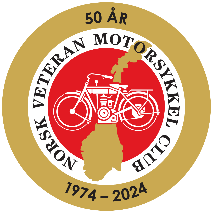 50 ÅR
NORSK VETERAN MOTORSYKKEL CLUB
1974 – 2024